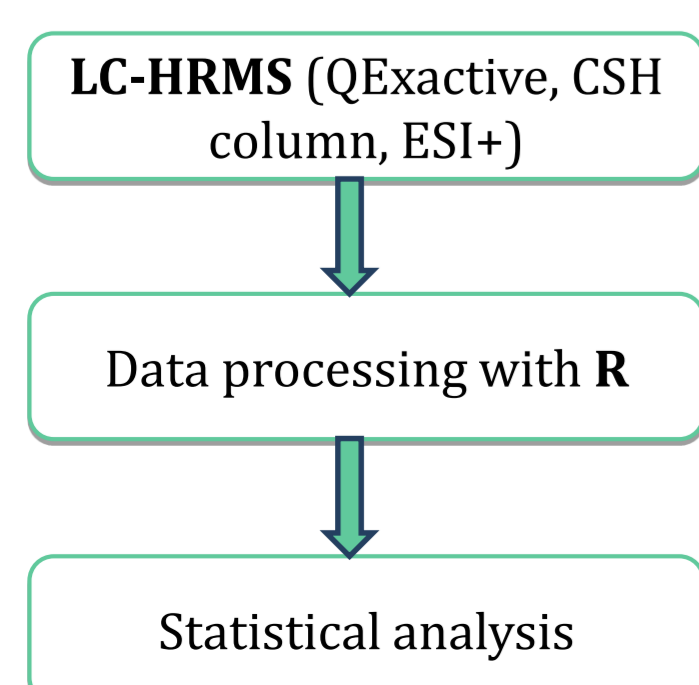 LC-HRMS (QExactive, CSH
column, ESI+)
Data processing with R
Statistical analysis